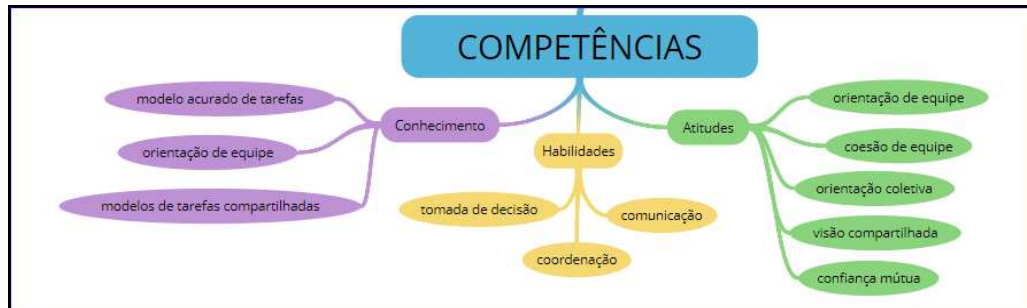 COMPETÊNCIAS
Conhecimento
modelo acurado de tarefas
orientação de equipe
modelos de tarefas compartilhadas
Habilidades
tomada de decisão
coordenação
comunicação
Atitudes
orientação de equipe
coesão de equipe
orientação coletiva
visão compartilhada
confiança mútua